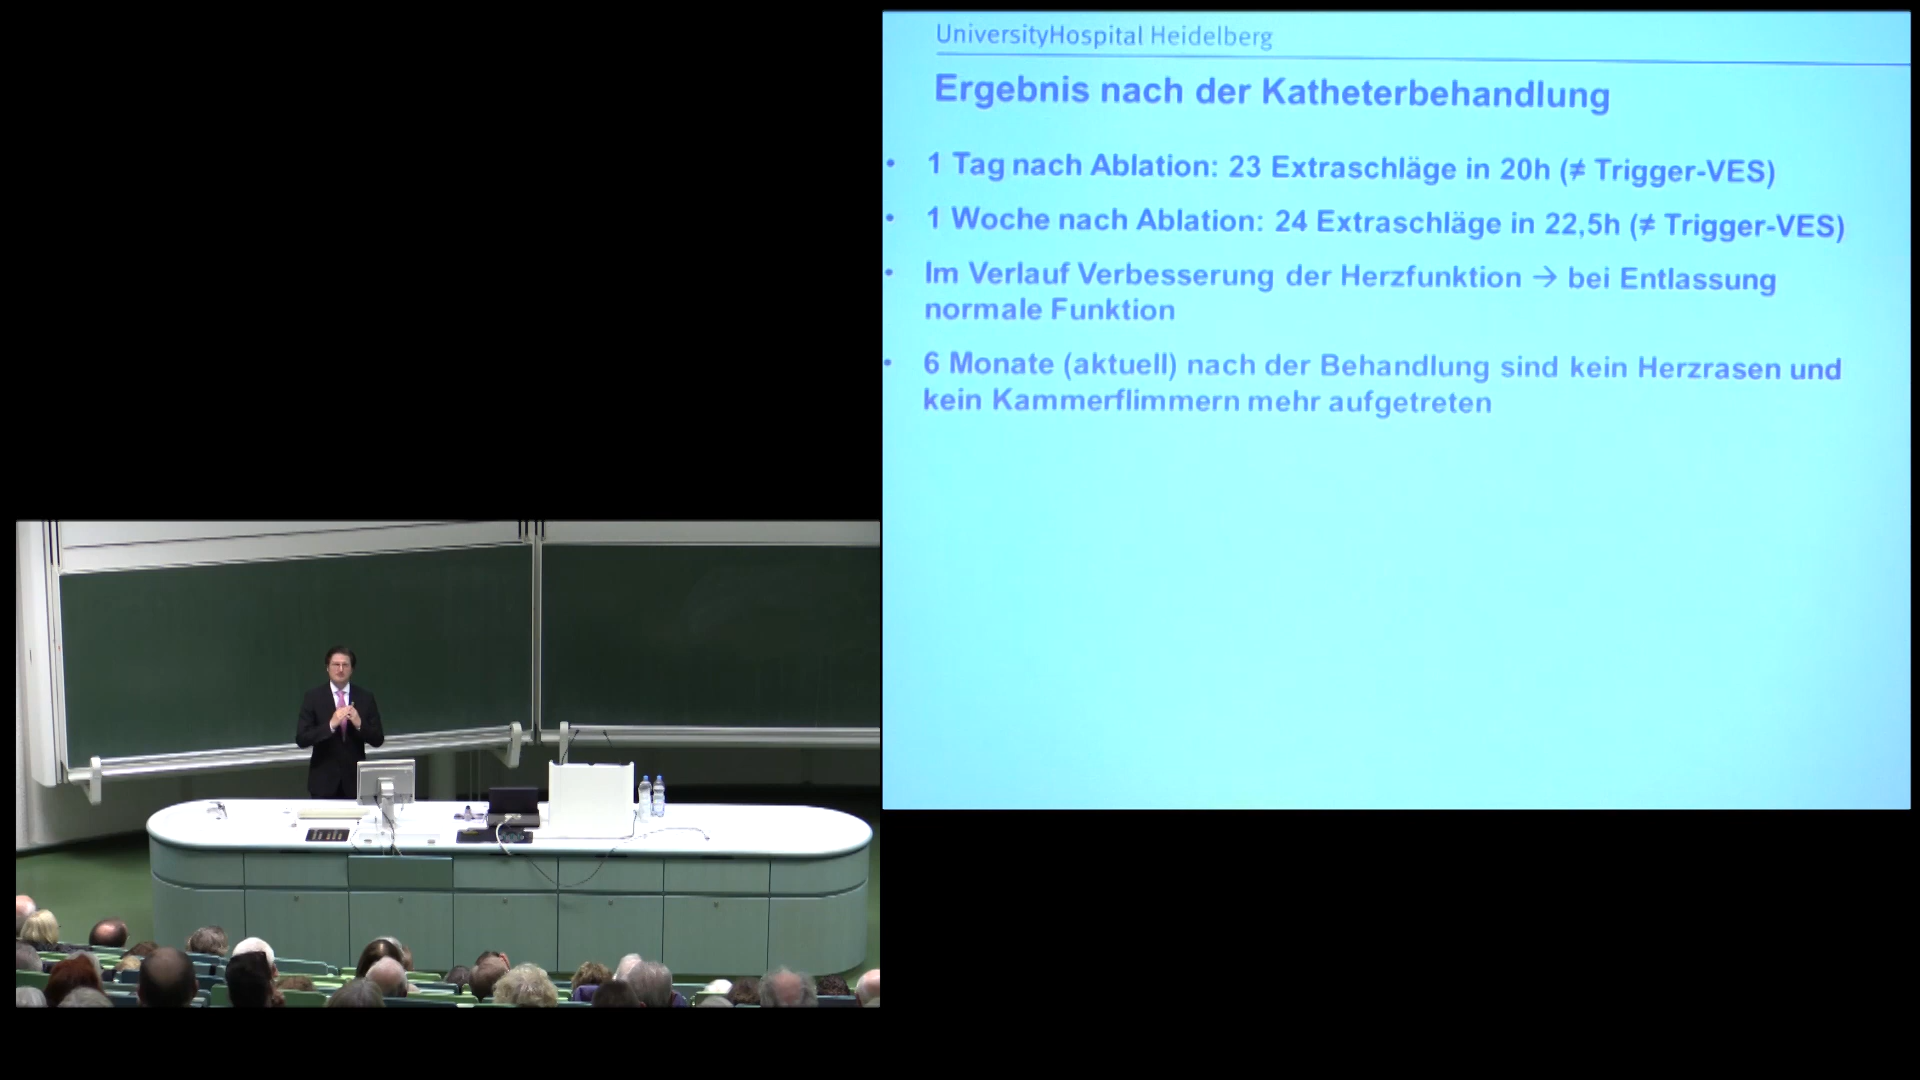 UniversityHospital Heidelberg
Ergebnis nach der Katheterbehandlung
• 1 Tag nach Ablation: 23 Extraschläge in 20h (≠ Trigger-VES)
• 1 Woche nach Ablation: 24 Extraschläge in 22,5h (≠ Trigger-VES)
• Im Verlauf Verbesserung der Herzfunktion → bei Entlassung
normale Funktion
• 6 Monate (aktuell) nach der Behandlung sind kein Herzrasen und
kein Kammerflimmern mehr aufgetreten